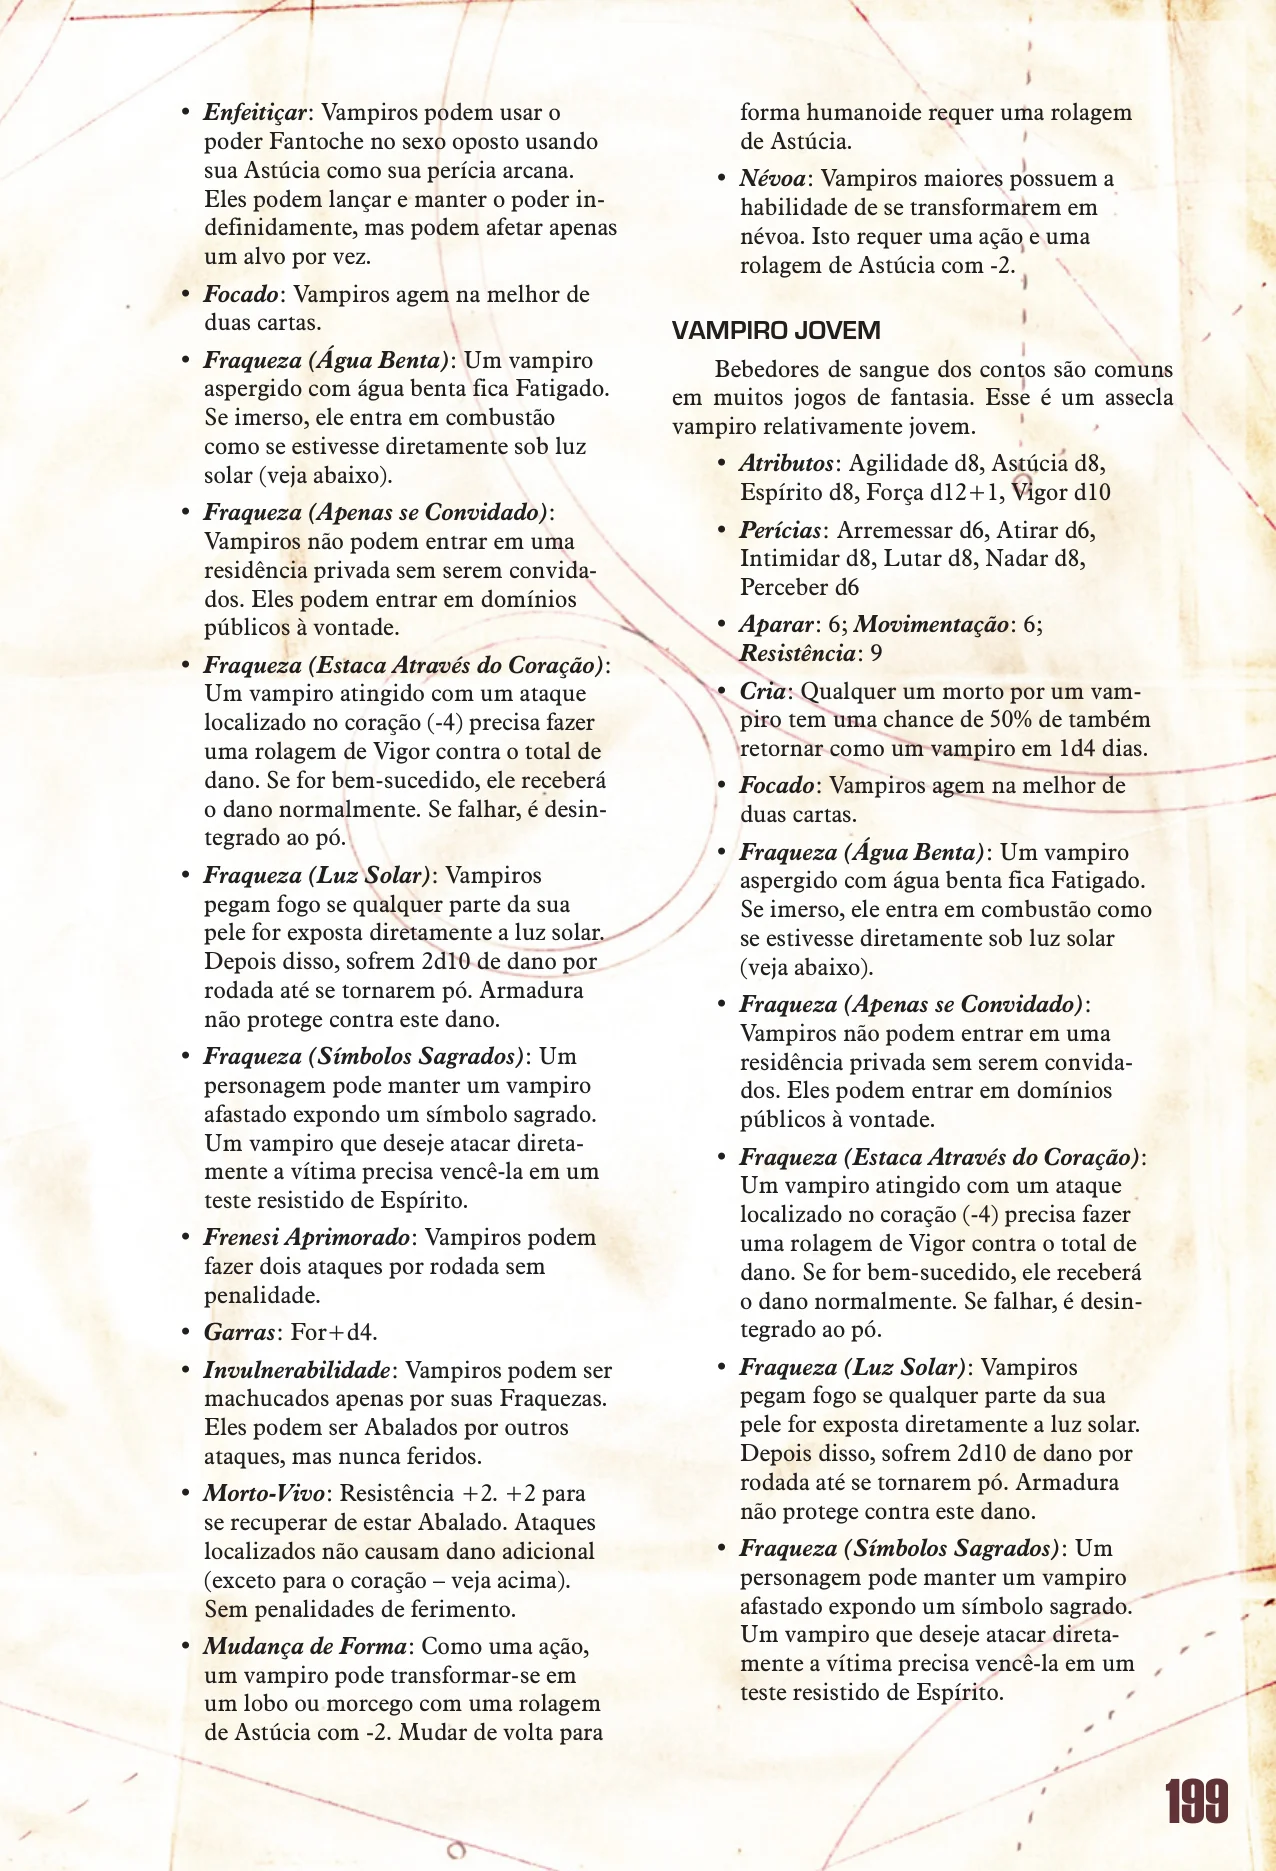 • Enfeitiçar: Vampiros podem usar o
poder Fantoche no sexo oposto usando
sua Astúcia como sua perícia arcana.
Eles podem lançar e manter o poder in-
definidamente, mas podem afetar apenas
um alvo por vez.
• Focado: Vampiros agem na melhor de
duas cartas.
• Fraqueza (Água Benta): Um vampiro
aspergido com água benta fica Fatigado.
Se imerso, ele entra em combustão
como se estivesse diretamente sob luz
solar (veja abaixo).
• Fraqueza (Apenas se Convidado):
Vampiros não podem entrar em uma
residência privada sem serem convida-
dos. Eles podem entrar em domínios
públicos à vontade.
• Fraqueza (Estaca Através do Coração):
Um vampiro atingido com um ataque
localizado no coração (-4) precisa fazer
uma rolagem de Vigor contra o total de
dano. Se for bem-sucedido, ele receberá
o dano normalmente. Se falhar, é desin-
tegrado ao pó.
• Fraqueza (Luz Solar): Vampiros
pegam fogo se qualquer parte da sua
pele for exposta diretamente a luz solar.
Depois disso, sofrem 2d10 de dano por
rodada até se tornarem pó. Armadura
não protege contra este dano.
• Fraqueza (Símbolos Sagrados): Um
personagem pode manter um vampiro
afastado expondo um símbolo sagrado.
Um vampiro que deseje atacar direta-
mente a vítima precisa vencê-la em um
teste resistido de Espírito.
• Frenesi Aprimorado: Vampiros podem
fazer dois ataques por rodada sem
penalidade.
• Garras: For+d4.
• Invulnerabilidade: Vampiros podem ser
machucados apenas por suas Fraquezas.
Eles podem ser Abalados por outros
ataques, mas nunca feridos.
• Morto-Vivo: Resistência +2. +2 para
se recuperar de estar Abalado. Ataques
localizados não causam dano adicional
(exceto para o coração – veja acima).
Sem penalidades de ferimento.
• Mudança de Forma: Como uma ação,
um vampiro pode transformar-se em
um lobo ou morcego com uma rolagem
de Astúcia com -2. Mudar de volta para
forma humanoide requer uma rolagem
de Astúcia.
• Névoa: Vampiros maiores possuem a
habilidade de se transformarem em
névoa. Isto requer uma ação e uma
rolagem de Astúcia com -2.
VAMPIRO JOVEM
Bebedores de sangue dos contos são comuns
em muitos jogos de fantasia. Esse é um assecla
vampiro relativamente jovem.
• Atributos: Agilidade d8, Astúcia d8,
Espírito d8, Força d12+1, Vigor d10
• Perícias: Arremessar d6, Atirar d6,
Intimidar d8, Lutar d8, Nadar d8,
Perceber d6
• Aparar: 6; Movimentação: 6;
Resistência: 9
• Cria: Qualquer um morto por um vam-
piro tem uma chance de 50% de também
retornar como um vampiro em 1d4 dias.
• Focado: Vampiros agem na melhor de
duas cartas.
• Fraqueza (Água Benta): Um vampiro
aspergido com água benta fica Fatigado.
Se imerso, ele entra em combustão como
se estivesse diretamente sob luz solar
(veja abaixo).
• Fraqueza (Apenas se Convidado):
Vampiros não podem entrar em uma
residência privada sem serem convida-
dos. Eles podem entrar em domínios
públicos à vontade.
• Fraqueza (Estaca Através do Coração):
Um vampiro atingido com um ataque
localizado no coração (-4) precisa fazer
uma rolagem de Vigor contra o total de
dano. Se for bem-sucedido, ele receberá
o dano normalmente. Se falhar, é desin-
tegrado ao pó.
• Fraqueza (Luz Solar): Vampiros
pegam fogo se qualquer parte da sua
pele for exposta diretamente a luz solar.
Depois disso, sofrem 2d10 de dano por
rodada até se tornarem pó. Armadura
não protege contra este dano.
• Fraqueza (Símbolos Sagrados): Um
personagem pode manter um vampiro
afastado expondo um símbolo sagrado.
Um vampiro que deseje atacar direta-
mente a vítima precisa vencê-la em um
teste resistido de Espírito.
199